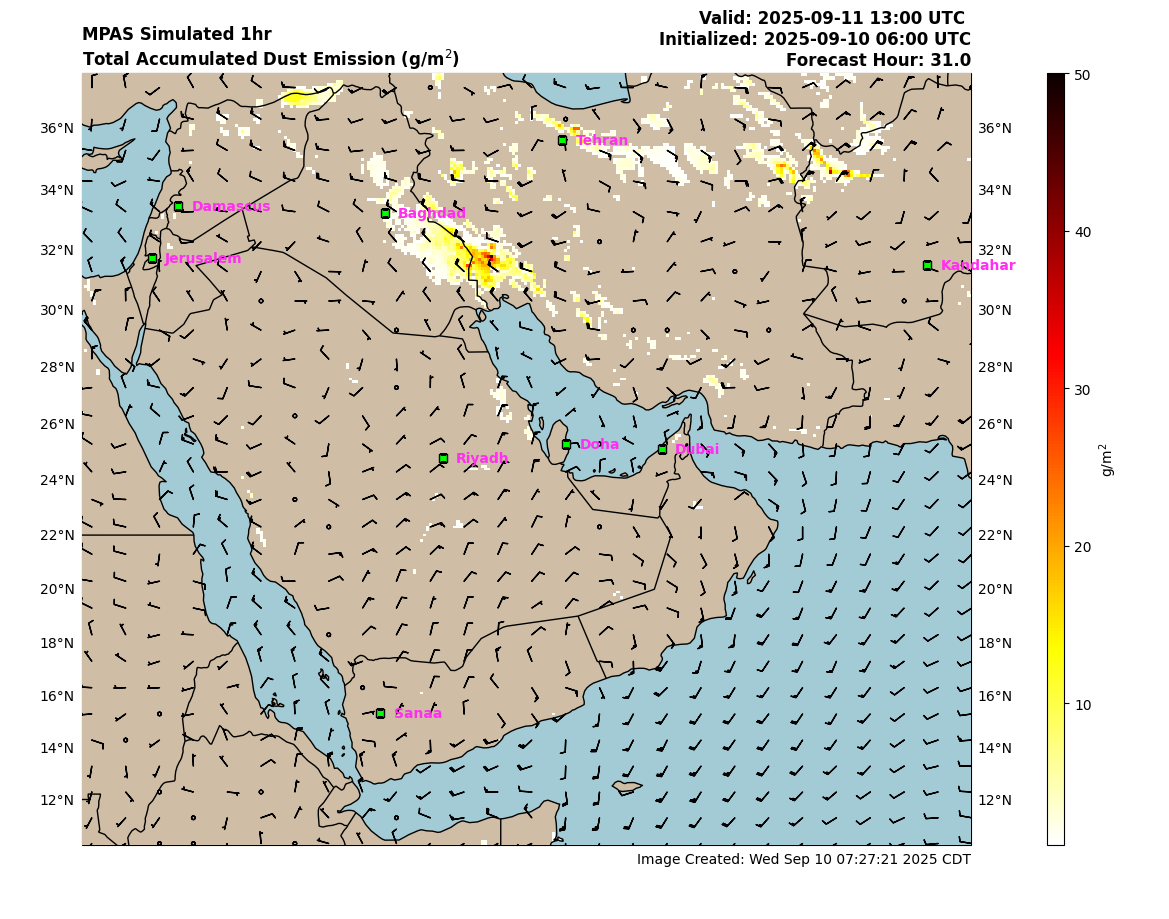 MPAS Simulated 1hr
Total Accumulated Dust Emission (g/m²)
Valid: 2025-09-11 13:00 UTC
Initialized: 2025-09-10 06:00 UTC
Forecast Hour: 31.0
36°N
34°N
32°N
30°N
28°N
26°N
24°N
22°N
20°N
18°N
16°N
14°N
12°N
Tehran
Damascus
Baghdad
Jerusalem
Kandahar
Doha
Dubai
Riyadh
Sanaa
36°N
34°N
32°N
30°N
28°N
26°N
24°N
22°N
20°N
18°N
16°N
14°N
12°N
50
40
30
20
10
g/m²
Image Created: Wed Sep 10 07:27:21 2025 CDT